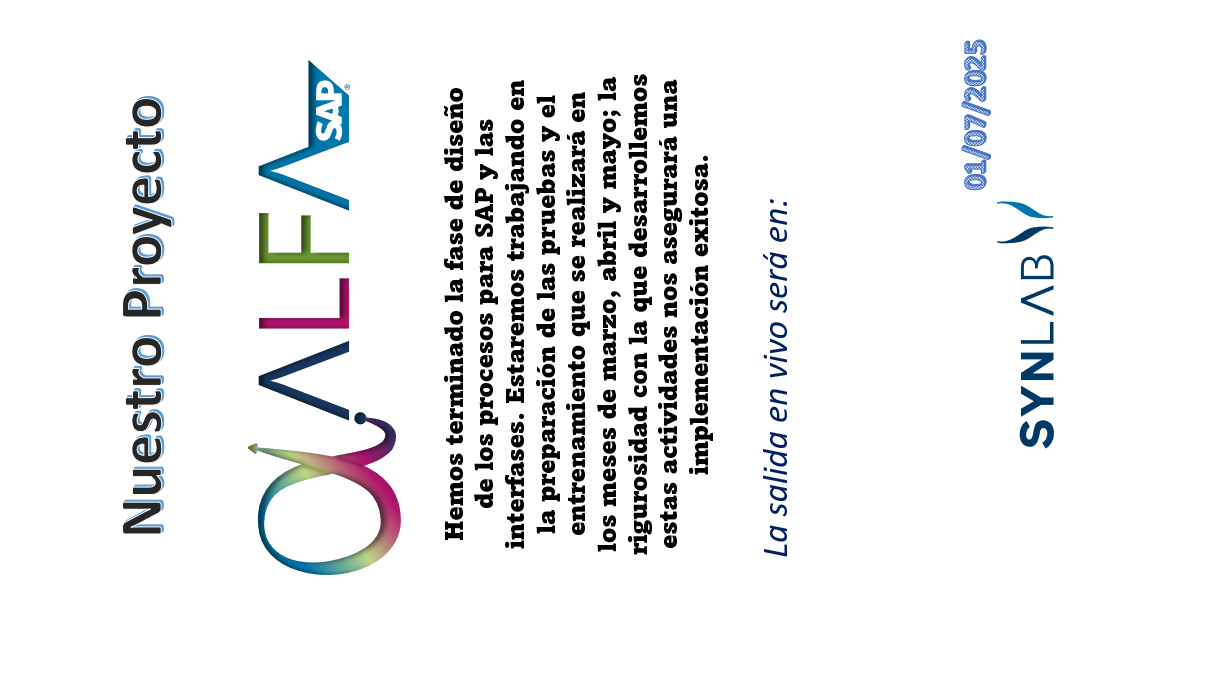 Nuestro Proyecto
ALFA SAP®
Hemos terminado la fase de diseño
de los procesos para SAP y las
interfases. Estaremos trabajando en
la preparación de las pruebas y el
entrenamiento que se realizará en
los meses de marzo, abril y mayo; la
rigurosidad con la que desarrollemos
estas actividades nos asegurará una
implementación exitosa.
La salida en vivo será en:
01/07/2025
SYNLAB